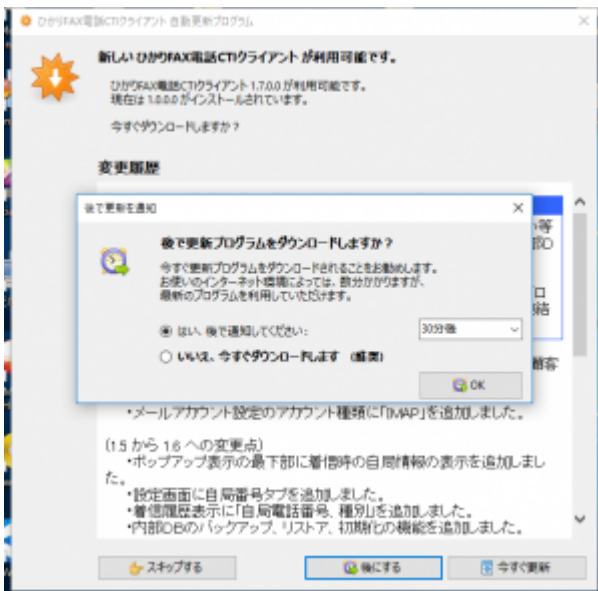 ひかりFAX電話CTIクライアント 自動更新プログラム
新しい ひかりFAX電話CTIクライアント が利用可能です。
ひかりFAX電話CTIクライアント 1.7.0.0 が利用可能です。
現在は 1.0.0.0 がインストールされています。
今すぐダウンロードしますか?
変更履歴
等
後で更新を通知
後で更新プログラムをダウンロードしますか?
今すぐ更新プログラムをダウンロードされることをお勧めします。
お使いのインターネット環境によっては、数分かかりますが、
最新のプログラムを利用していただけます。
はい、後で通知してください:
30分後
いいえ、今すぐダウンロードします (推奨)
OK
・メールアカウント設定のアカウント種類に「IMAP」を追加しました。
(1.5 から 1.6 への変更点)
・ポップアップ表示の最下部に着信時の自局情報の表示を追加しまし
た。
・設定画面に自局番号タブを追加しました。
・着信履歴表示に「自局電話番号、種別」を追加しました。
・内部DBのバックアップ、リストア、初期化の機能を追加しました。
スキップする
後にする
今すぐ更新